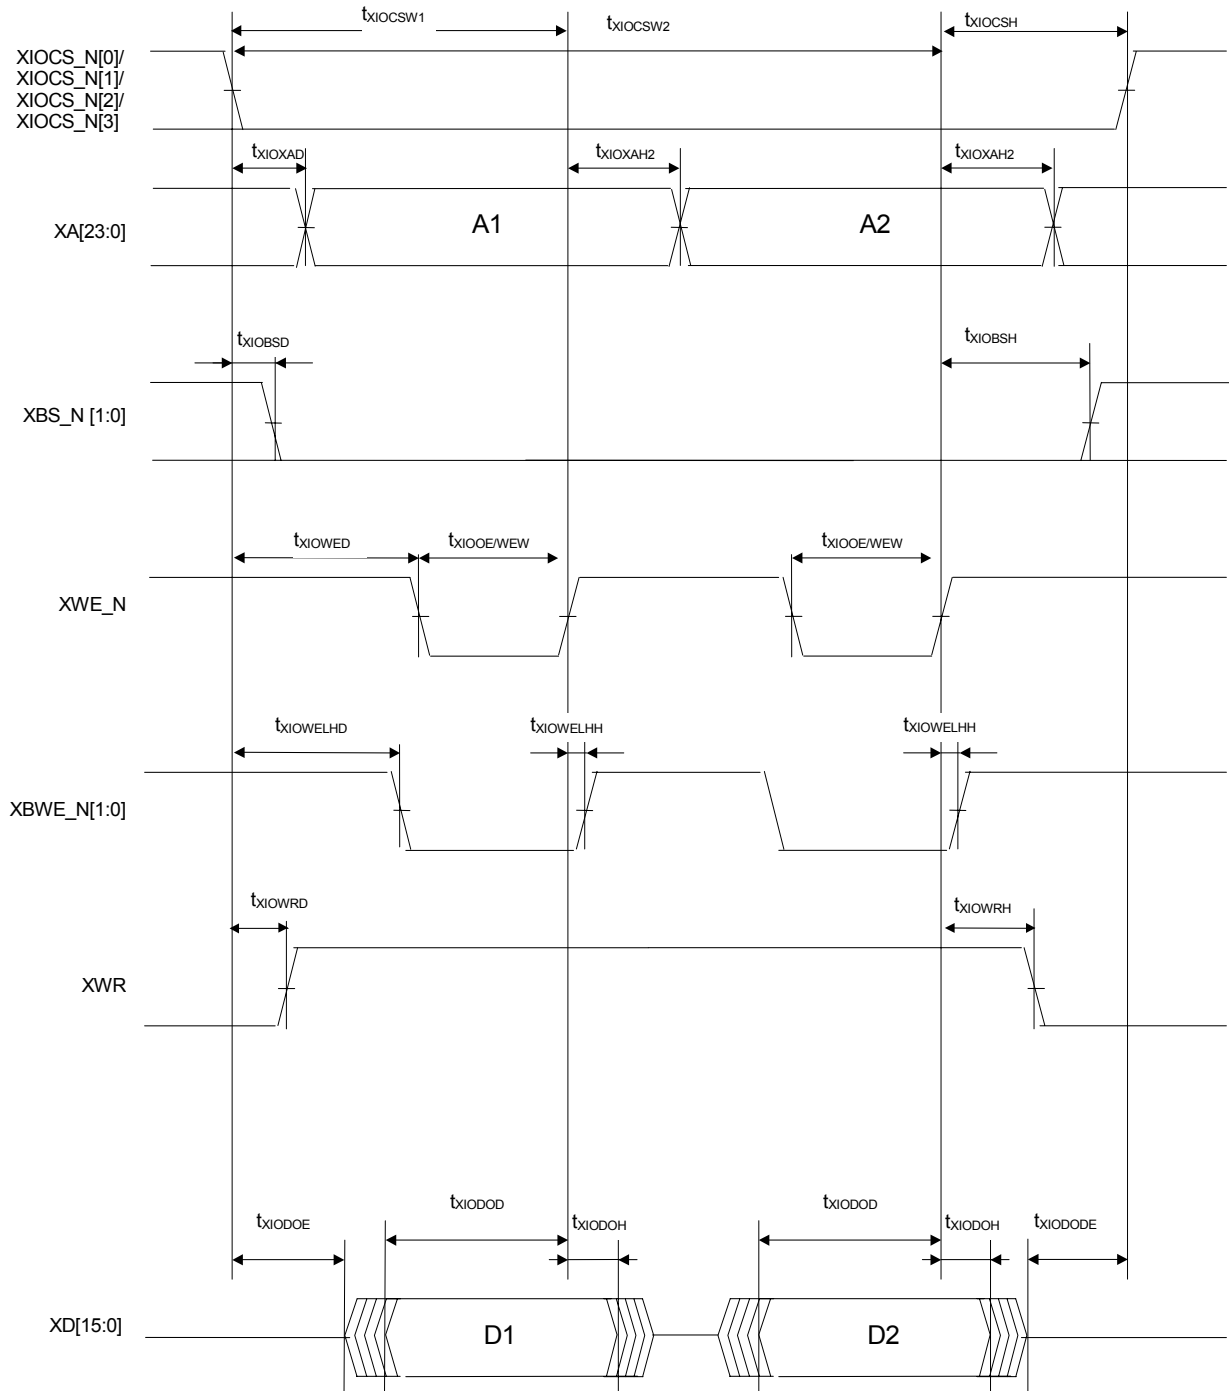 tXIOCSW1
tXIOCSW2
tXIOCSH
XIOCS_N[0]/
XIOCS_N[1]/
XIOCS_N[2]/
XIOCS_N[3]
tXIOXAD
tXIOXAH2
tXIOXAH2
XA[23:0]
A1
A2
tXIOBSD
tXIOBSH
XBS_N [1:0]
tXIOWED
tXIOOE/WEW
tXIOOE/WEW
XWE_N
tXIOWELHD
tXIOWELHH
tXIOWELHH
XBWE_N[1:0]
tXIOWRD
tXIOWRH
XWR
tXIODOE
tXIODOD
tXIODOH
tXIODOD
tXIODOH
tXIODODE
XD[15:0]
D1
D2